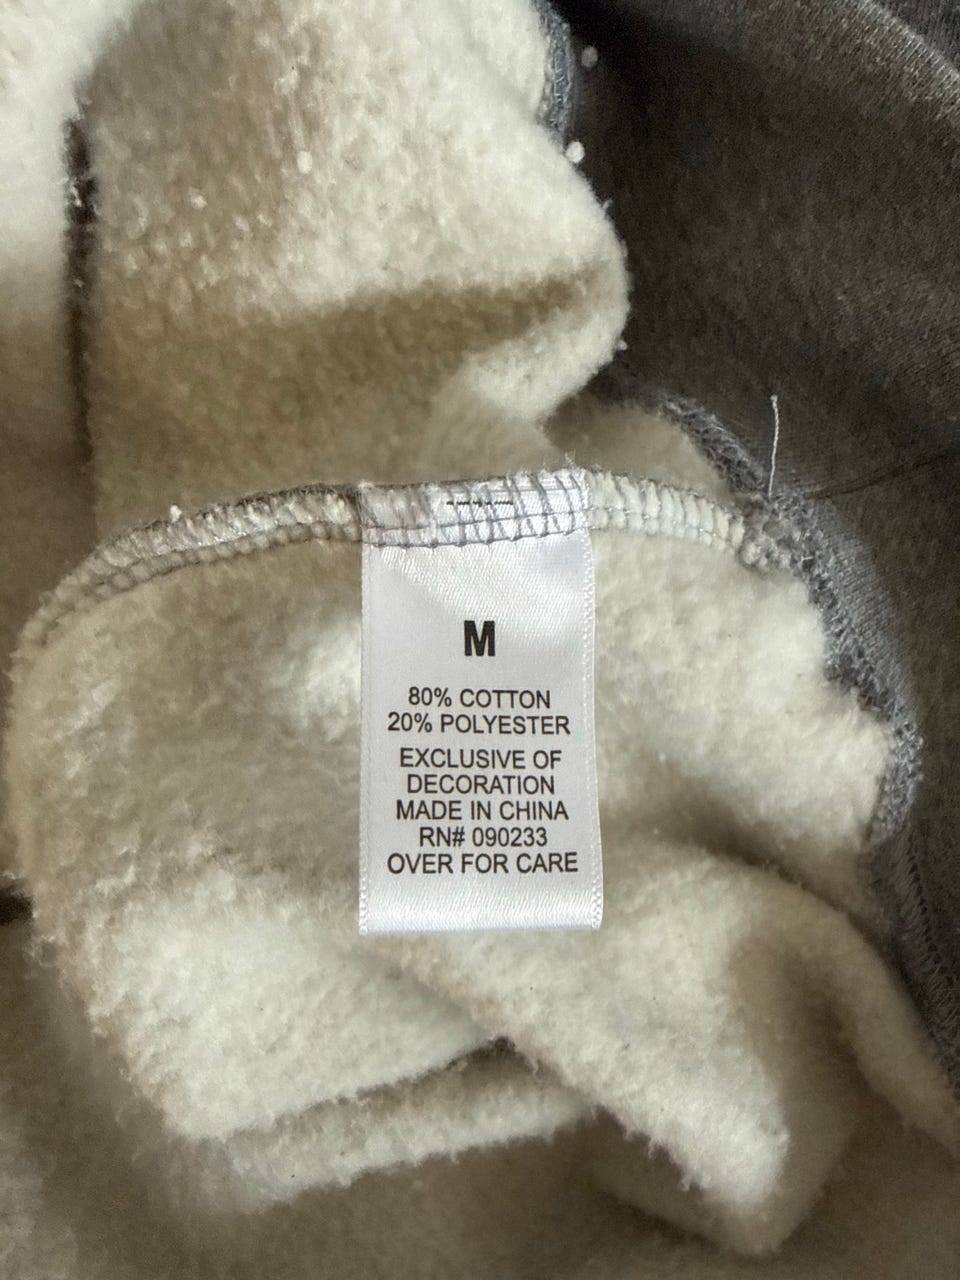 M
80% COTTON
20% POLYESTER
EXCLUSIVE OF
DECORATION
MADE IN CHINA
RN# 090233
OVER FOR CARE